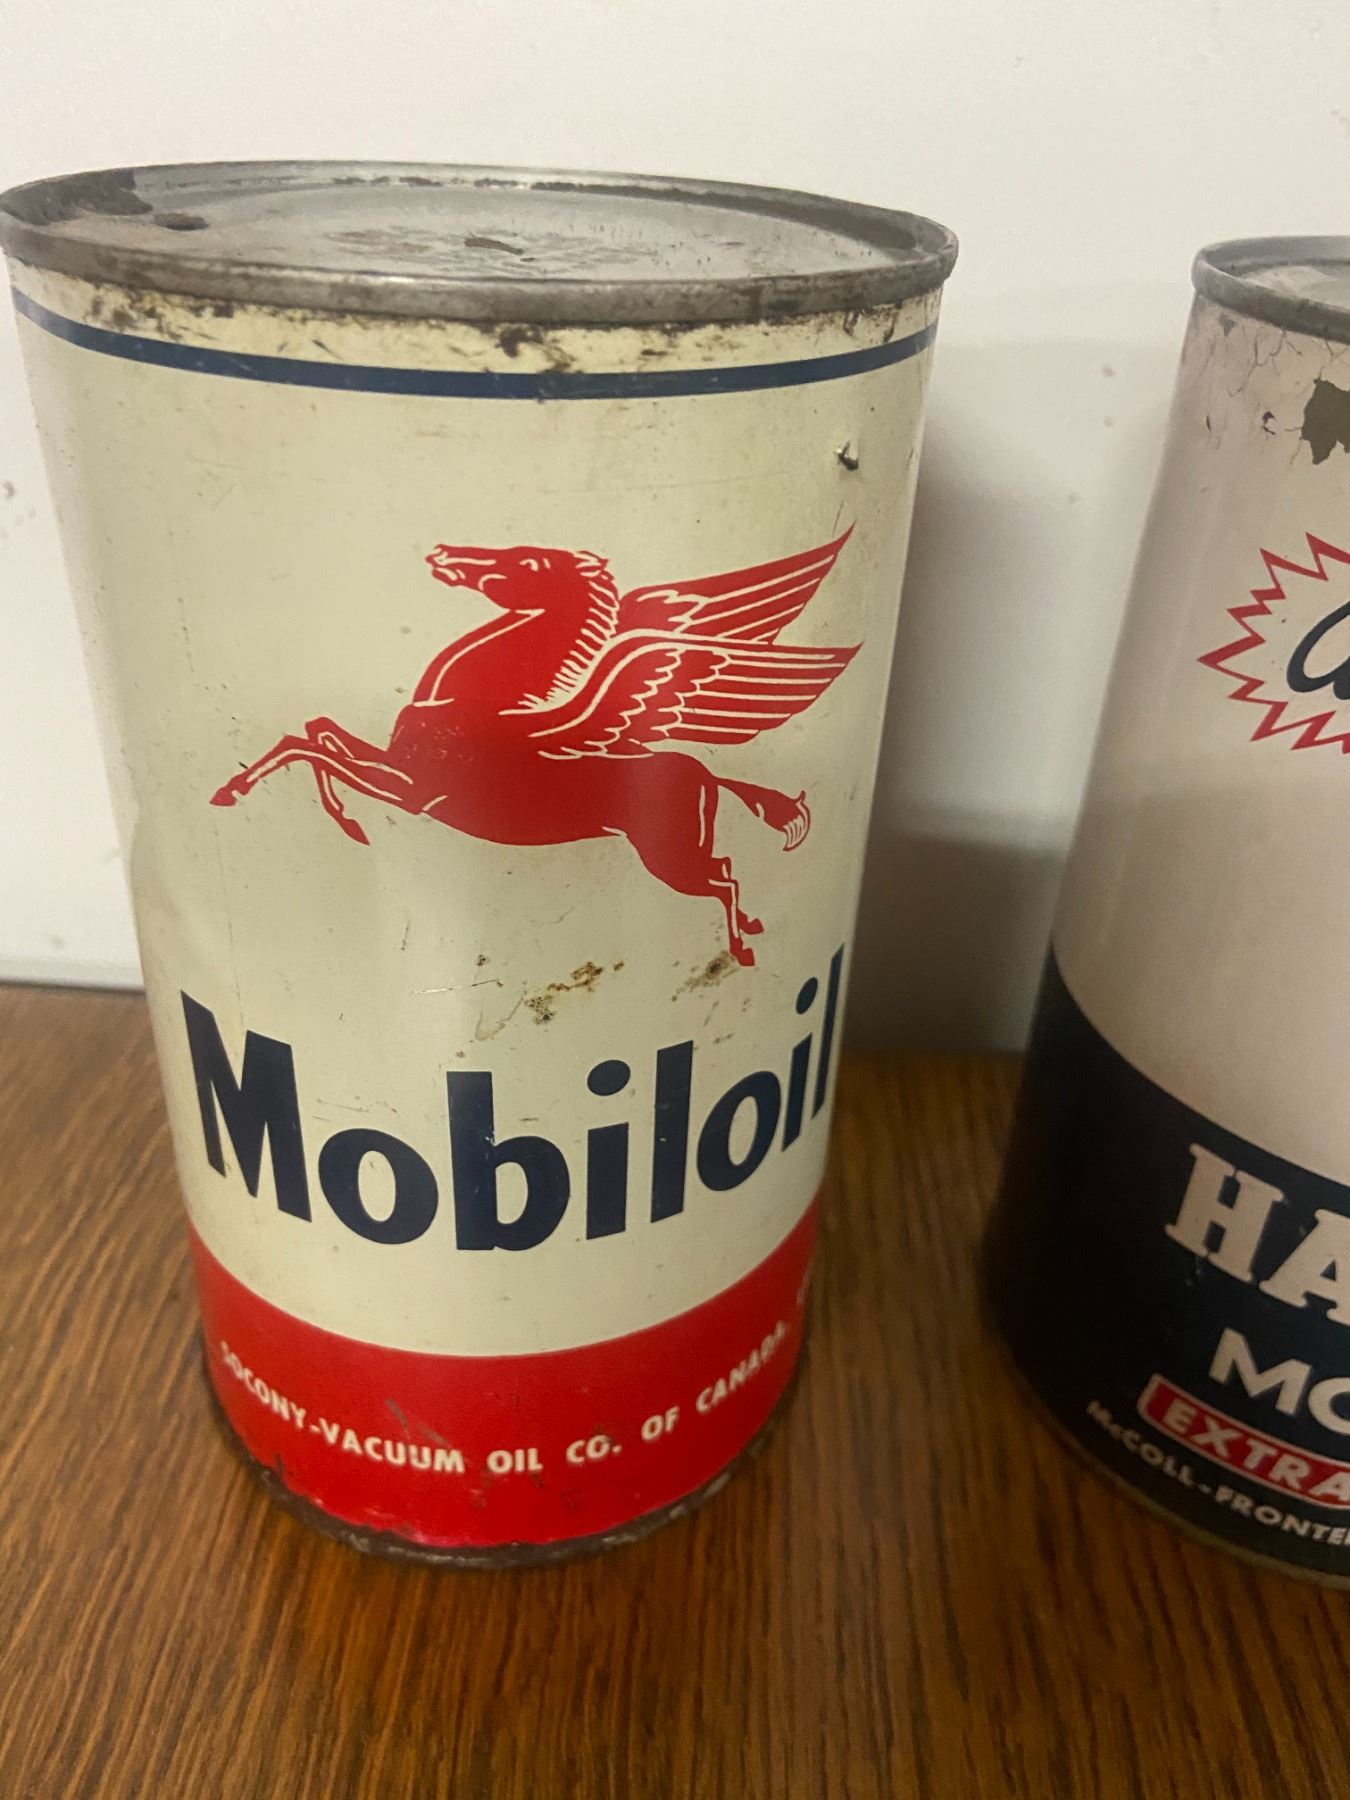 Mobiloil
SOCONY-VACUUM OIL CO. OF CANADA
HA
MO
EXTRA
McCOLL-FRONTE